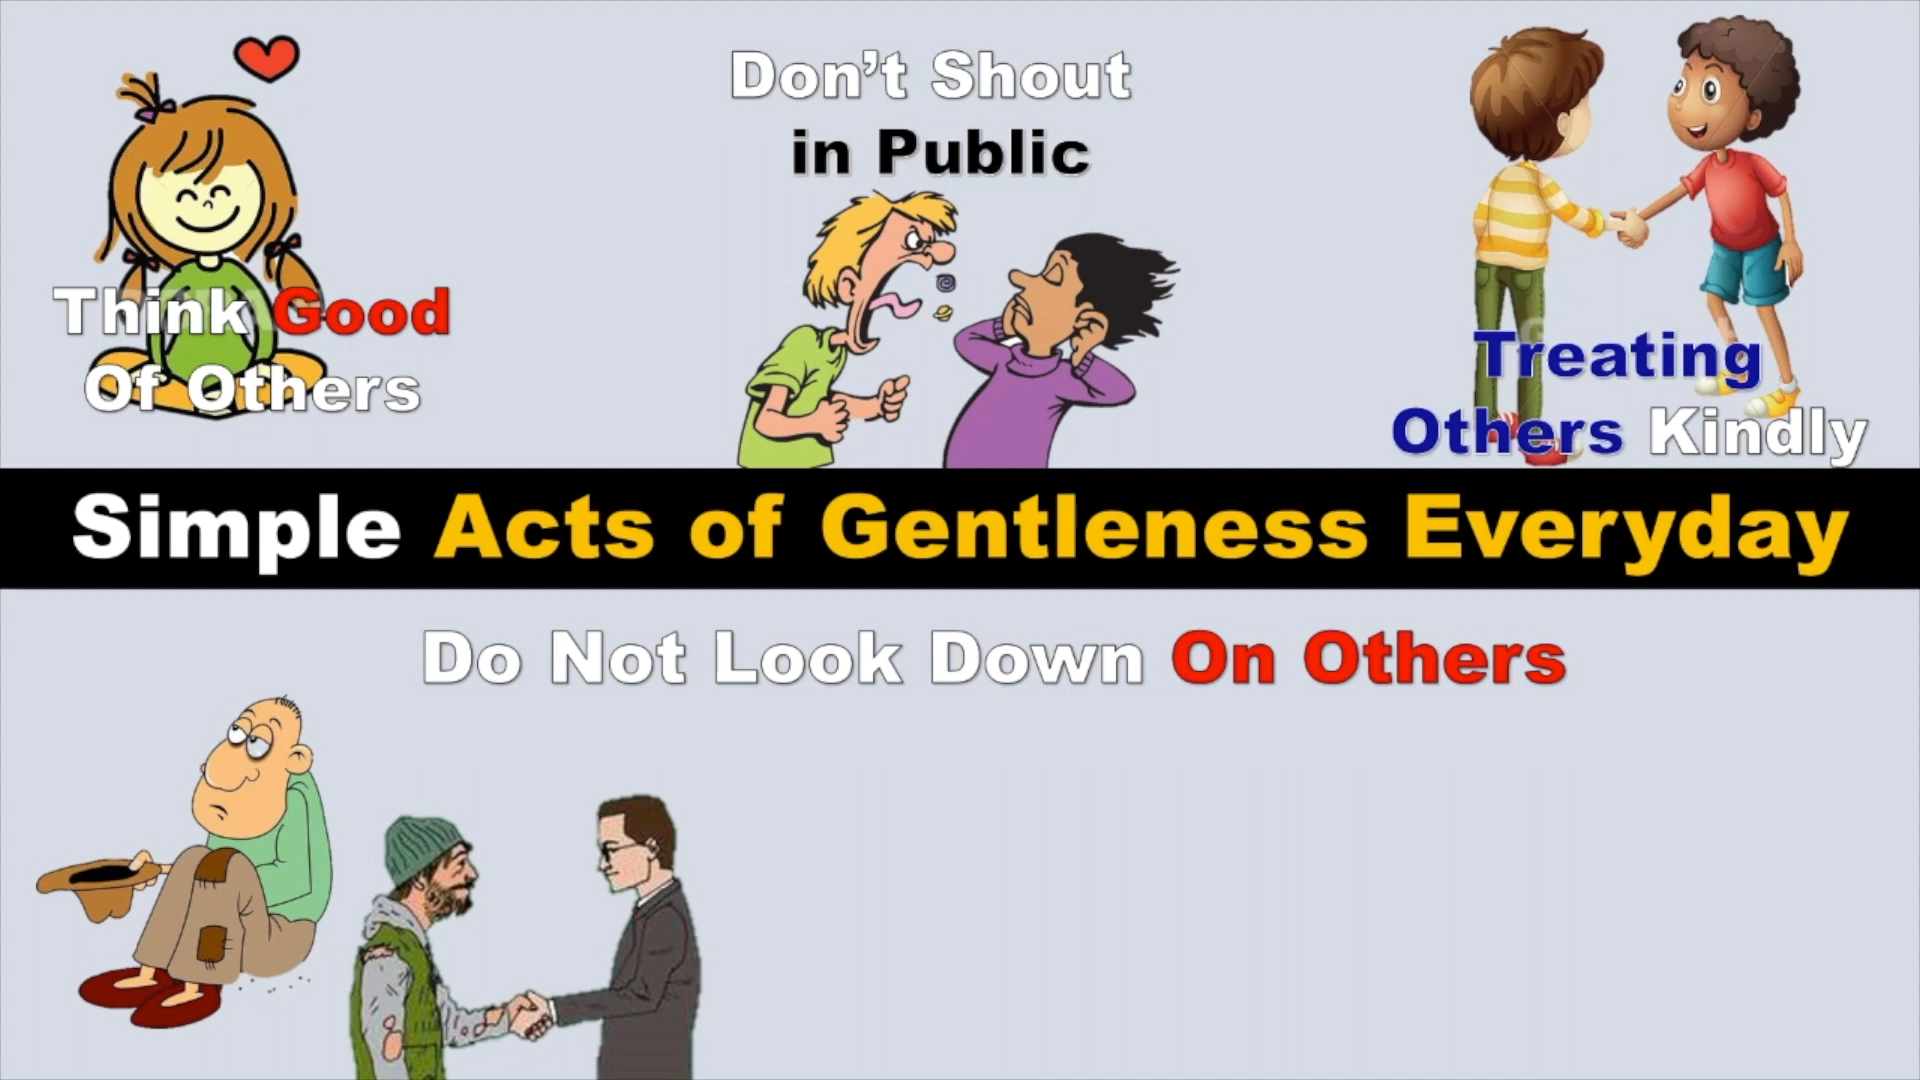 Don't Shout
in Public
Think Good
Of Others
Treating
Others Kindly
Simple Acts of Gentleness Everyday
Do Not Look Down On Others